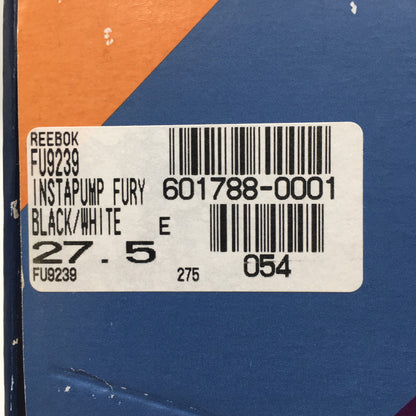 REEBOK
FU9239
INSTAPUMP FURY 601788-0001
BLACK/WHITE E
27.5 054
FU9239 275